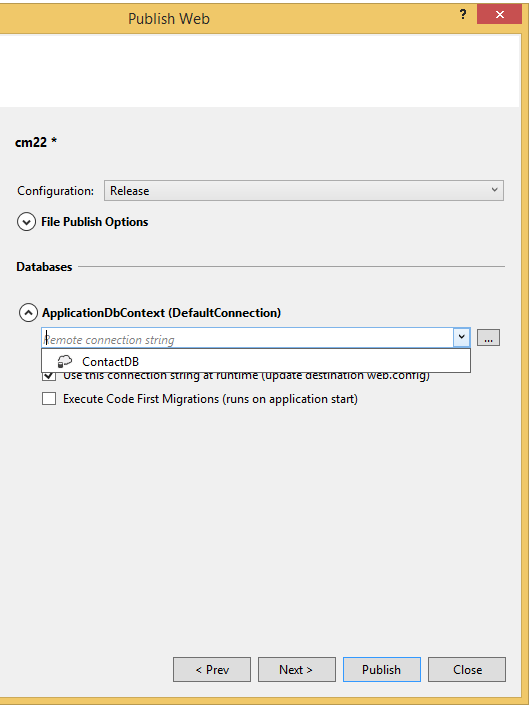 Publish Web
?
cm22 *
Configuration: Release
File Publish Options
Databases
ApplicationDbContext (DefaultConnection)
Remote connection string
...
ContactDB
Use this connection string at runtime (update destination web.config)
Execute Code First Migrations (runs on application start)
< Prev Next > Publish Close